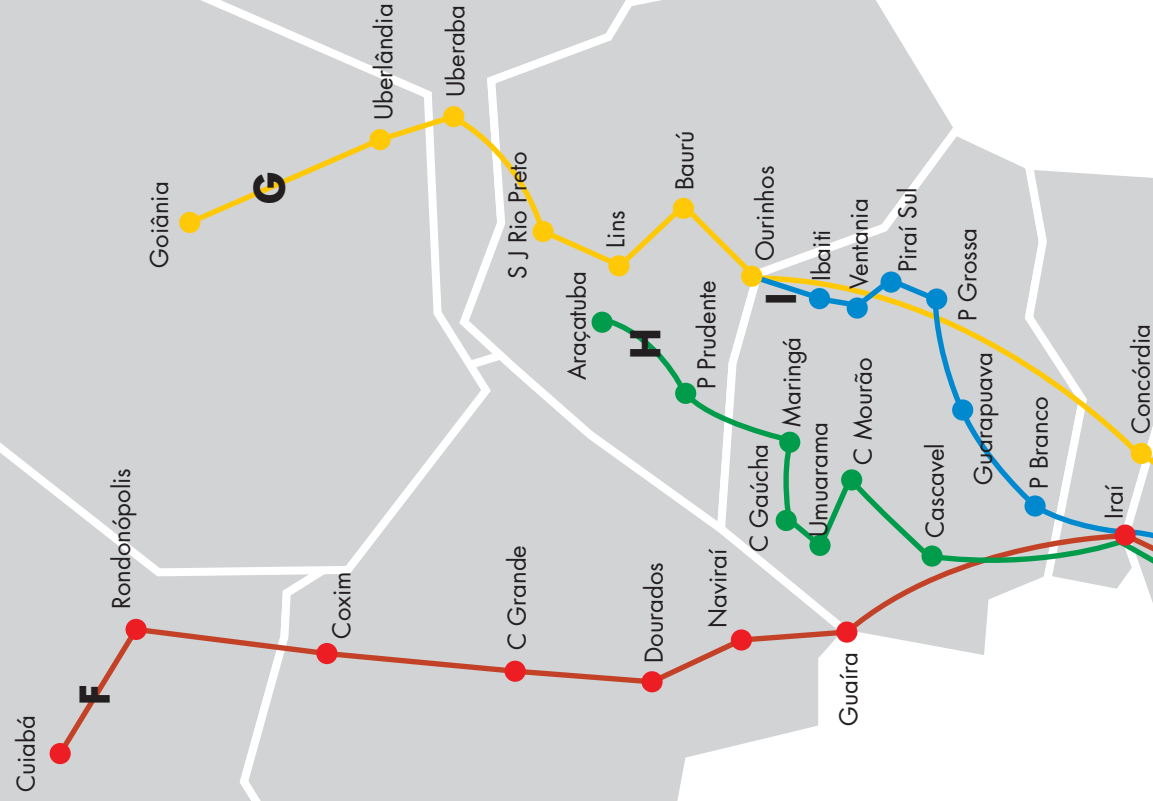 Cuiabá
F
Rondonópolis
Coxim
C Grande
Dourados
Naviraí
Guaíra
Iraí
Goiânia
G
Uberlândia
Uberaba
S J Rio Preto
Lins
Baurú
Ourinhos
Concórdia
Araçatuba
H
P Prudente
Maringá
C Gaúcha
Umuarama
C Mourão
Cascavel
I
Ibaiti
Ventania
Piraí Sul
P Grossa
Guarapuava
P Branco